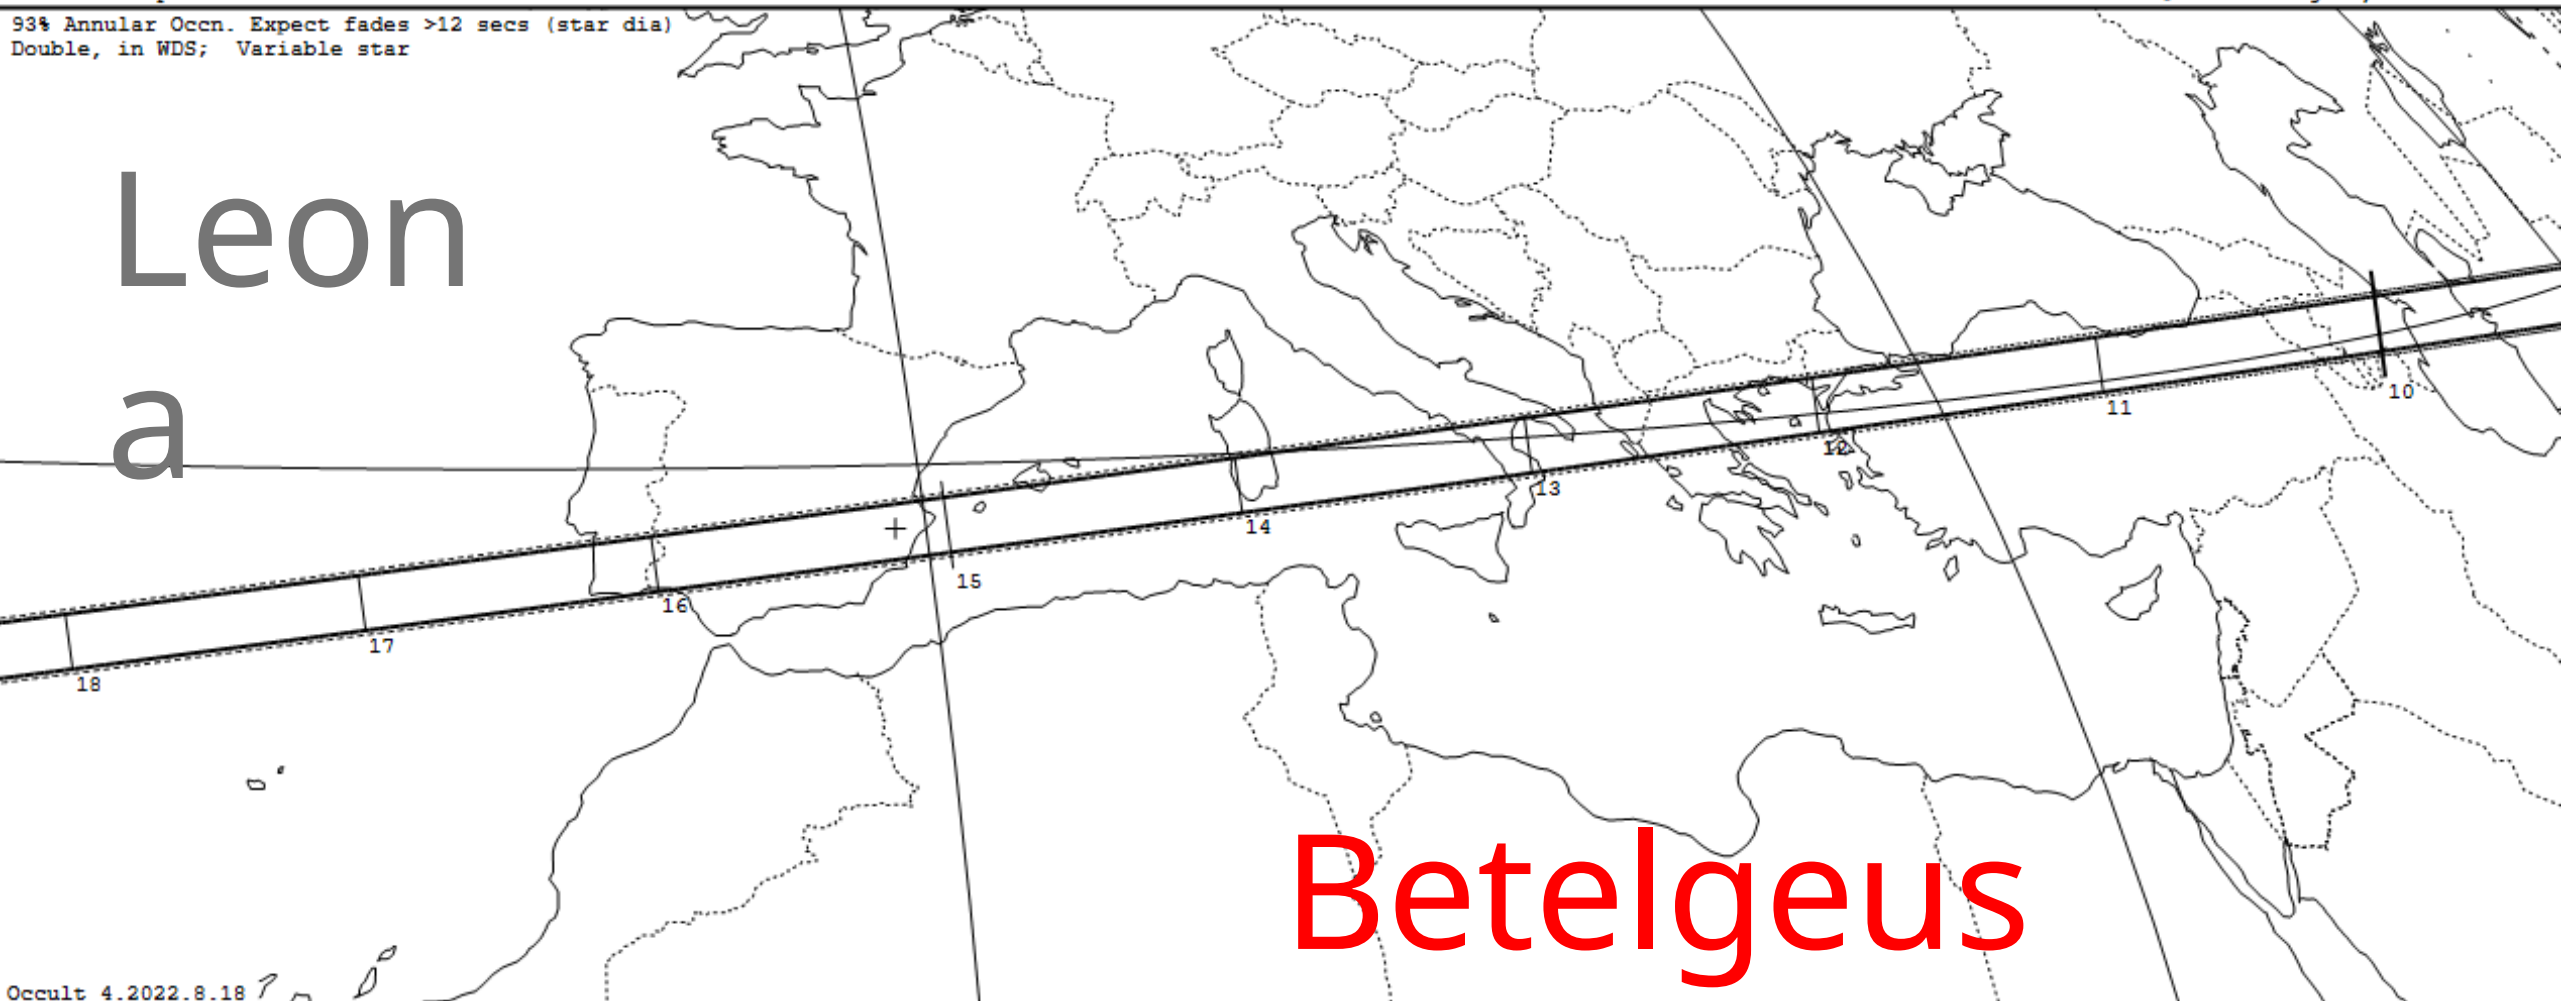 93% Annular Occn. Expect fades >12 secs (star dia)
Double, in WDS; Variable star
Leon
a
10
11
12
13
14
15
16
17
18
Betelgeus
Occult 4.2022.8.18